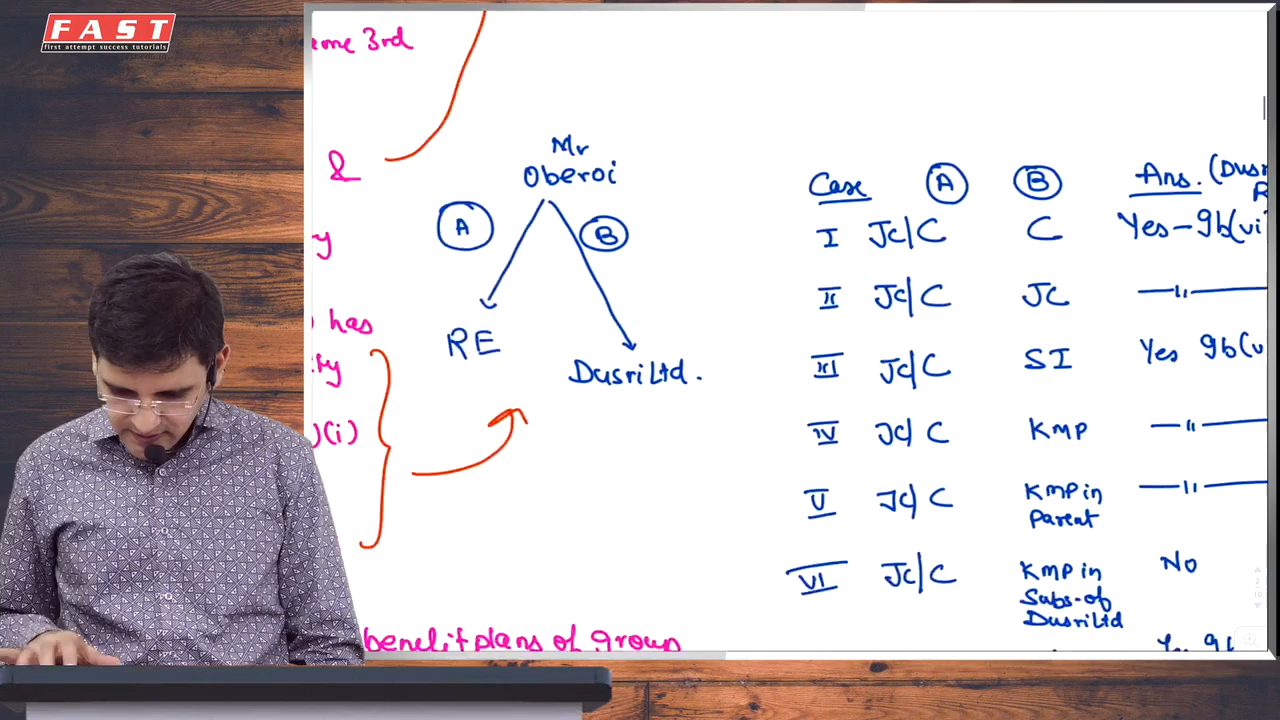 FAST
first attempt success tutorials
eme 3rd
&
y
has
ty
)(i)
Mr
Oberoi
A
B
RE
Dusri Ltd.
Case A B Ans. (Dusr
R
I JC/C C Yes - 9b(vi)
II JC/C JC —〃—
III JC/C SI Yes 9b(v
IV JC/C KMP —〃—
V JC/C KMP in
Parent —〃—
VI JC/C KMP in
Subs. of
Dusri Ltd No
benefit plans of group
9b